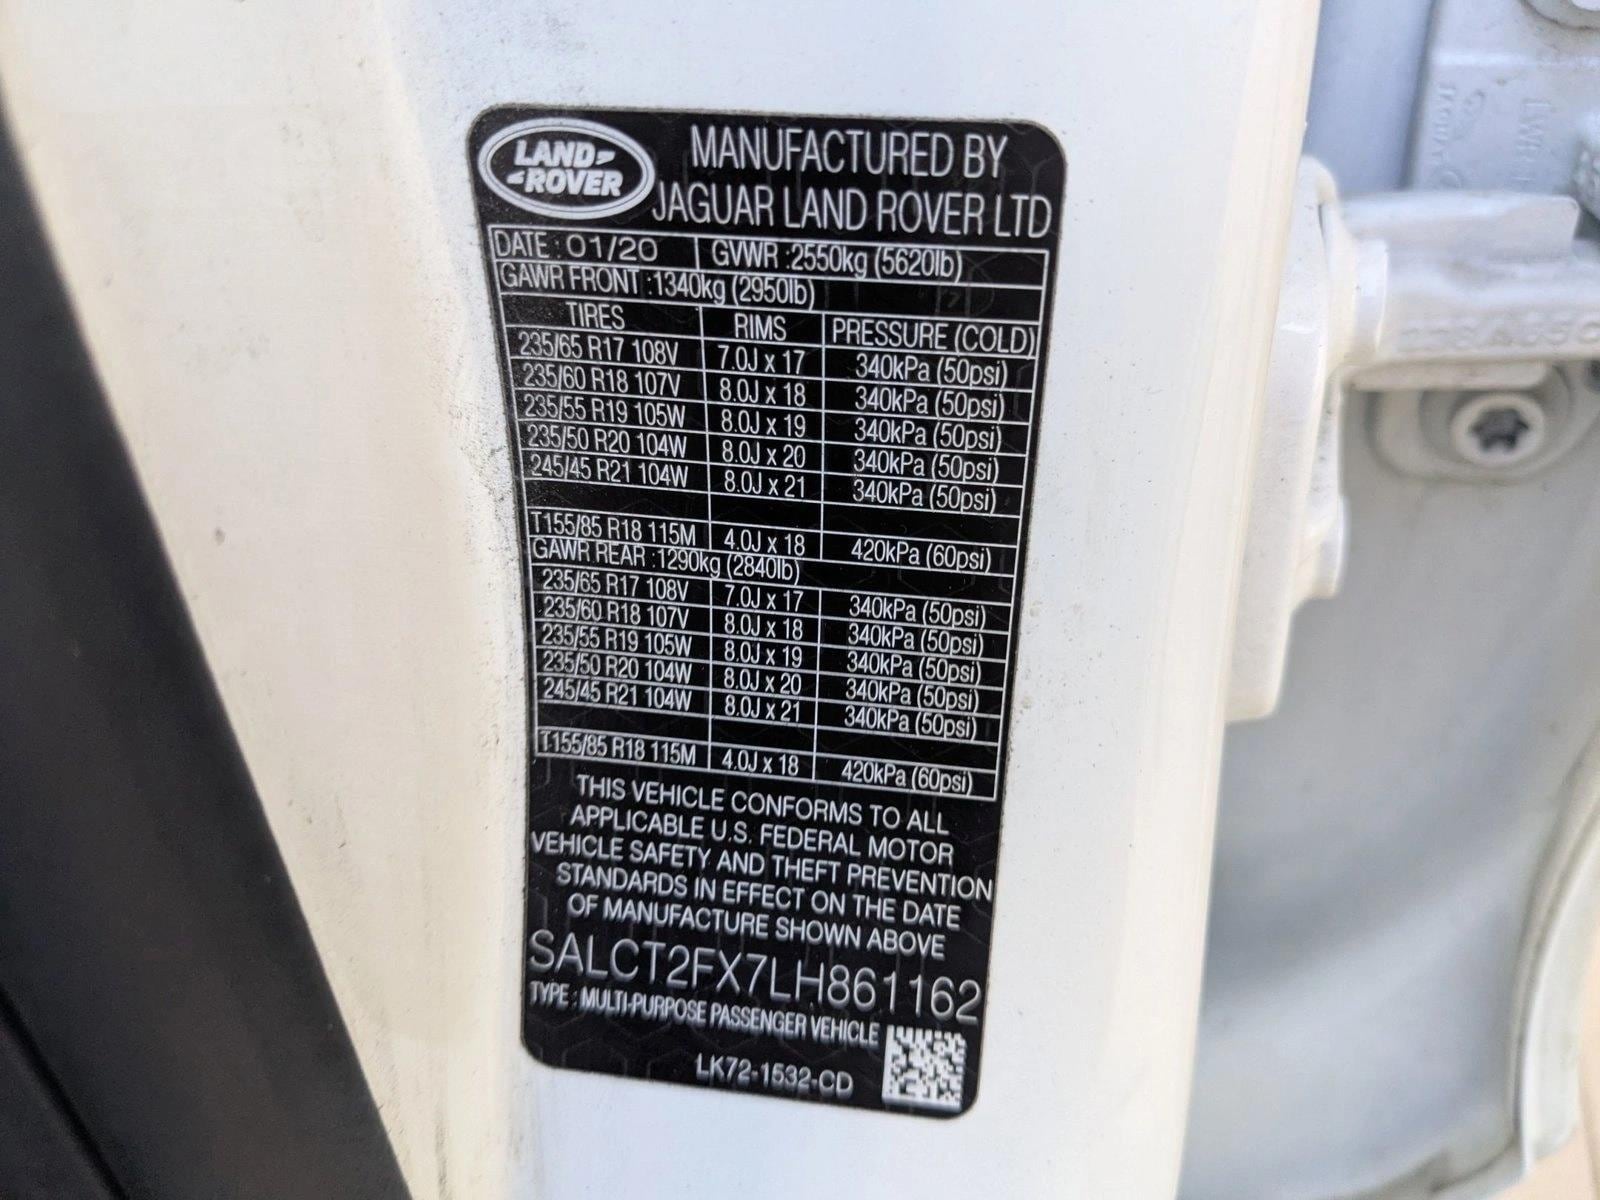 LAND
ROVER
MANUFACTURED BY
JAGUAR LAND ROVER LTD
DATE : 01/20 GVWR :2550kg (5620lb)
GAWR FRONT :1340kg (2950lb)
TIRES RIMS PRESSURE (COLD)
235/65 R17 108V 7.0J x 17 340kPa (50psi)
235/60 R18 107V 8.0J x 18 340kPa (50psi)
235/55 R19 105W 8.0J x 19 340kPa (50psi)
235/50 R20 104W 8.0J x 20 340kPa (50psi)
245/45 R21 104W 8.0J x 21 340kPa (50psi)
T155/85 R18 115M 4.0J x 18 420kPa (60psi)
GAWR REAR :1290kg (2840lb)
235/65 R17 108V 7.0J x 17 340kPa (50psi)
235/60 R18 107V 8.0J x 18 340kPa (50psi)
235/55 R19 105W 8.0J x 19 340kPa (50psi)
235/50 R20 104W 8.0J x 20 340kPa (50psi)
245/45 R21 104W 8.0J x 21 340kPa (50psi)
T155/85 R18 115M 4.0J x 18 420kPa (60psi)
THIS VEHICLE CONFORMS TO ALL
APPLICABLE U.S. FEDERAL MOTOR
VEHICLE SAFETY AND THEFT PREVENTION
STANDARDS IN EFFECT ON THE DATE
OF MANUFACTURE SHOWN ABOVE
SALCT2FX7LH861162
TYPE : MULTI-PURPOSE PASSENGER VEHICLE
LK72-1532-CD